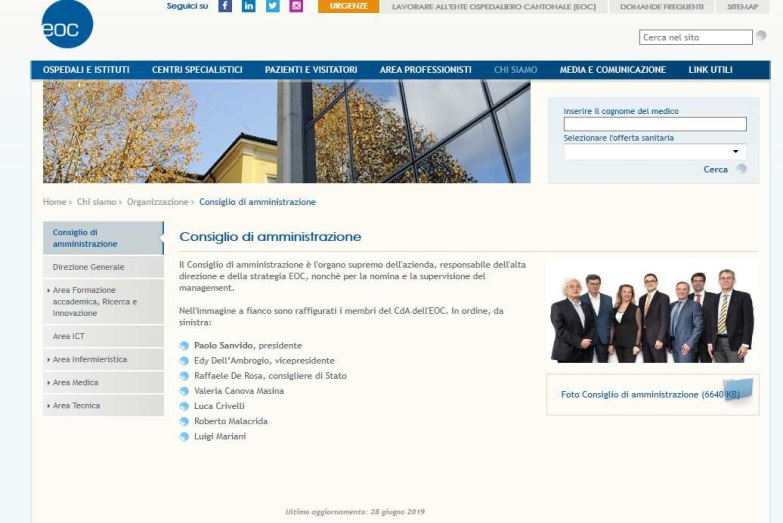 Seguici su
URGENZE
LAVORARE ALL'ENTE OSPEDALIERO CANTONALE (EOC)
DOMANDE FREQUENTI
SITEMAP
eoc
Cerca nel sito
OSPEDALI E ISTITUTI
CENTRI SPECIALISTICI
PAZIENTI E VISITATORI
AREA PROFESSIONISTI
CHI SIAMO
MEDIA E COMUNICAZIONE
LINK UTILI
Inserire il cognome del medico
Selezionare l'offerta sanitaria
Cerca
Home › Chi siamo › Organizzazione › Consiglio di amministrazione
Consiglio di
amministrazione
Direzione Generale
Area Formazione
accademica, Ricerca e
Innovazione
Area ICT
Area Infermieristica
Area Medica
Area Tecnica
Consiglio di amministrazione
Il Consiglio di amministrazione è l'organo supremo dell'azienda, responsabile dell'alta
direzione e della strategia EOC, nonchè per la nomina e la supervisione del
management.
Nell'immagine a fianco sono raffigurati i membri del CdA dell'EOC. In ordine, da
sinistra:
Paolo Sanvido, presidente
Edy Dell'Ambrogio, vicepresidente
Raffaele De Rosa, consigliere di Stato
Valeria Canova Masina
Luca Crivelli
Roberto Malacrida
Luigi Mariani
Foto Consiglio di amministrazione (6640 KB)
Ultimo aggiornamento: 28 giugno 2019